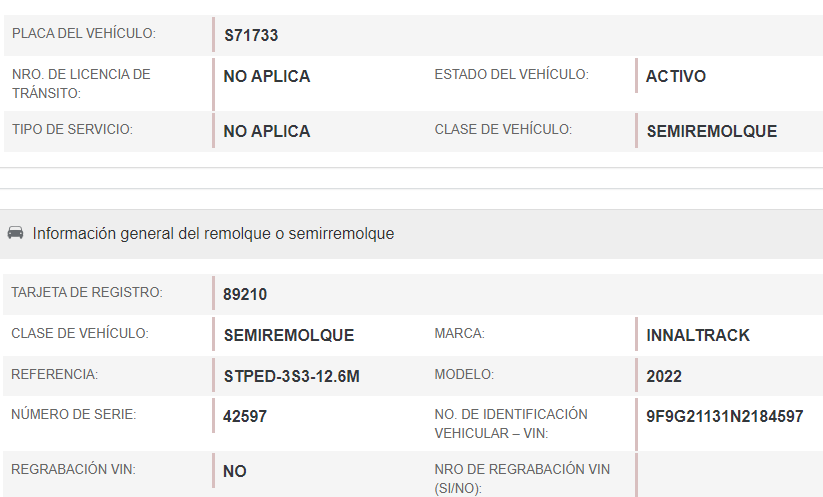 PLACA DEL VEHÍCULO: S71733
NRO. DE LICENCIA DE TRÁNSITO: NO APLICA ESTADO DEL VEHÍCULO: ACTIVO
TIPO DE SERVICIO: NO APLICA CLASE DE VEHÍCULO: SEMIREMOLQUE
Información general del remolque o semirremolque
TARJETA DE REGISTRO: 89210
CLASE DE VEHÍCULO: SEMIREMOLQUE MARCA: INNALTRACK
REFERENCIA: STPED-3S3-12.6M MODELO: 2022
NÚMERO DE SERIE: 42597 NO. DE IDENTIFICACIÓN VEHICULAR – VIN: 9F9G21131N2184597
REGRABACIÓN VIN: NO NRO DE REGRABACIÓN VIN (SI/NO):